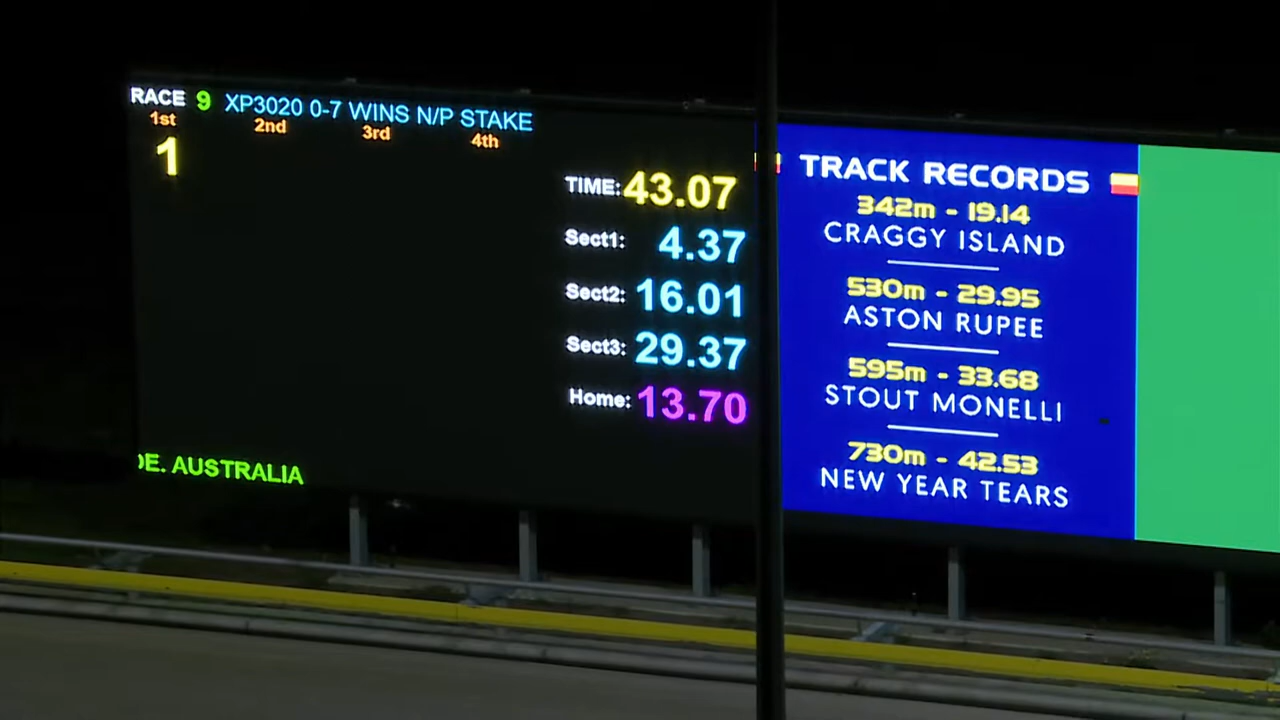 RACE 9 XP3020 0-7 WINS N/P STAKE
1st 2nd 3rd 4th
1
TIME: 43.07
Sect1: 4.37
Sect2: 16.01
Sect3: 29.37
Home: 13.70
DE. AUSTRALIA
TRACK RECORDS
342m - 19.14
CRAGGY ISLAND
530m - 29.95
ASTON RUPEE
595m - 33.68
STOUT MONELLI
730m - 42.53
NEW YEAR TEARS